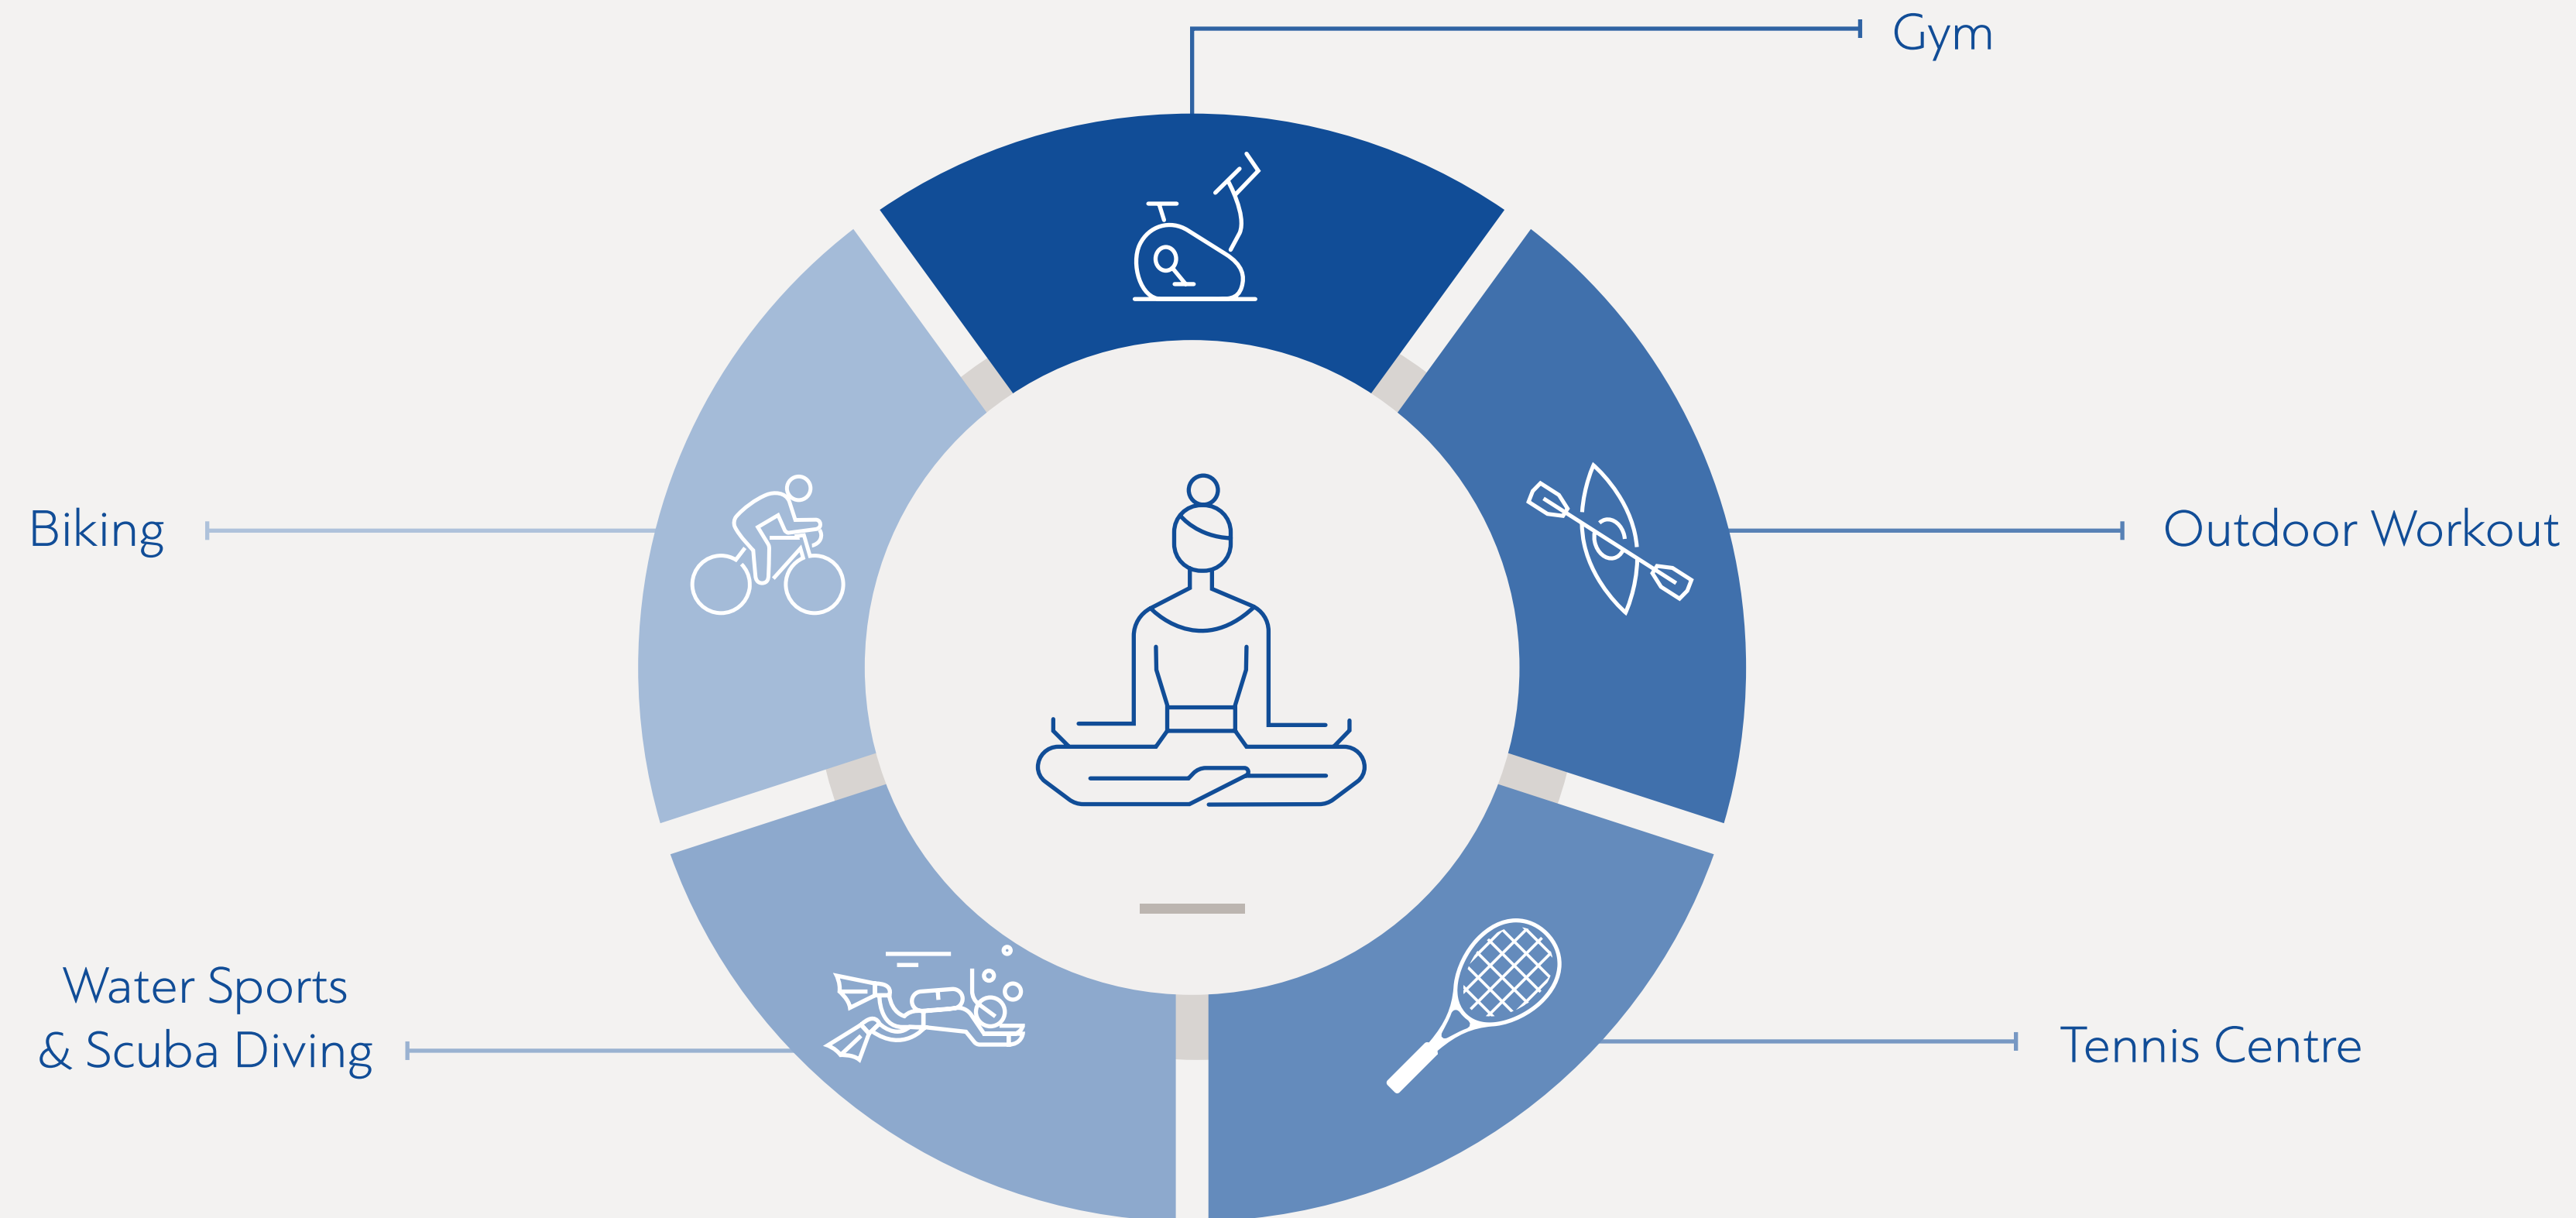 Gym
Biking
Outdoor Workout
Water Sports
& Scuba Diving
Tennis Centre